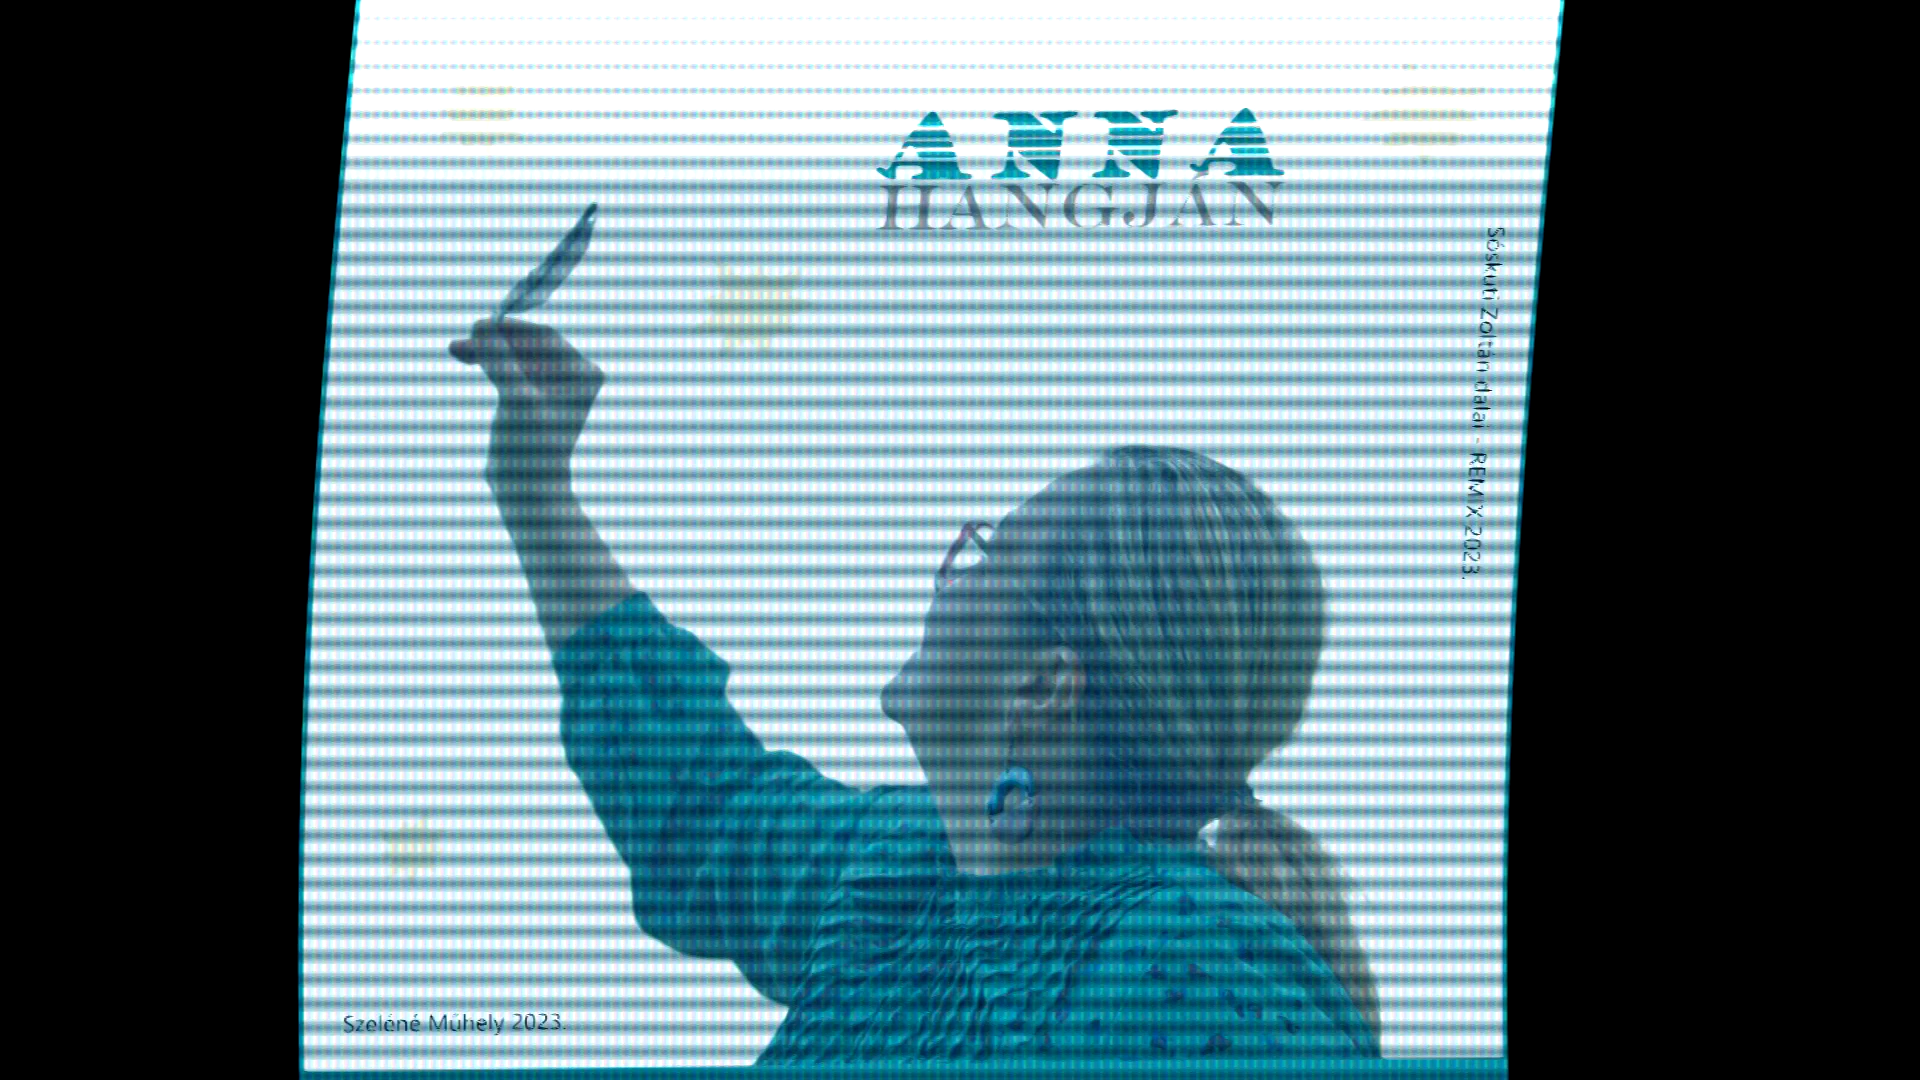 ANNA
HANGJÁN
Sóskuti Zoltán dalai - REMIX 2023.
Szeléné Műhely 2023.